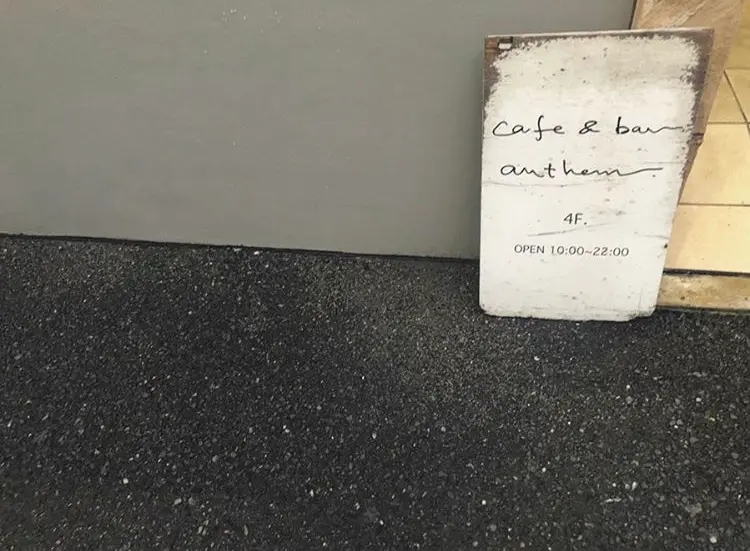 cafe & bar
anthem
4F.
OPEN 10:00~22:00